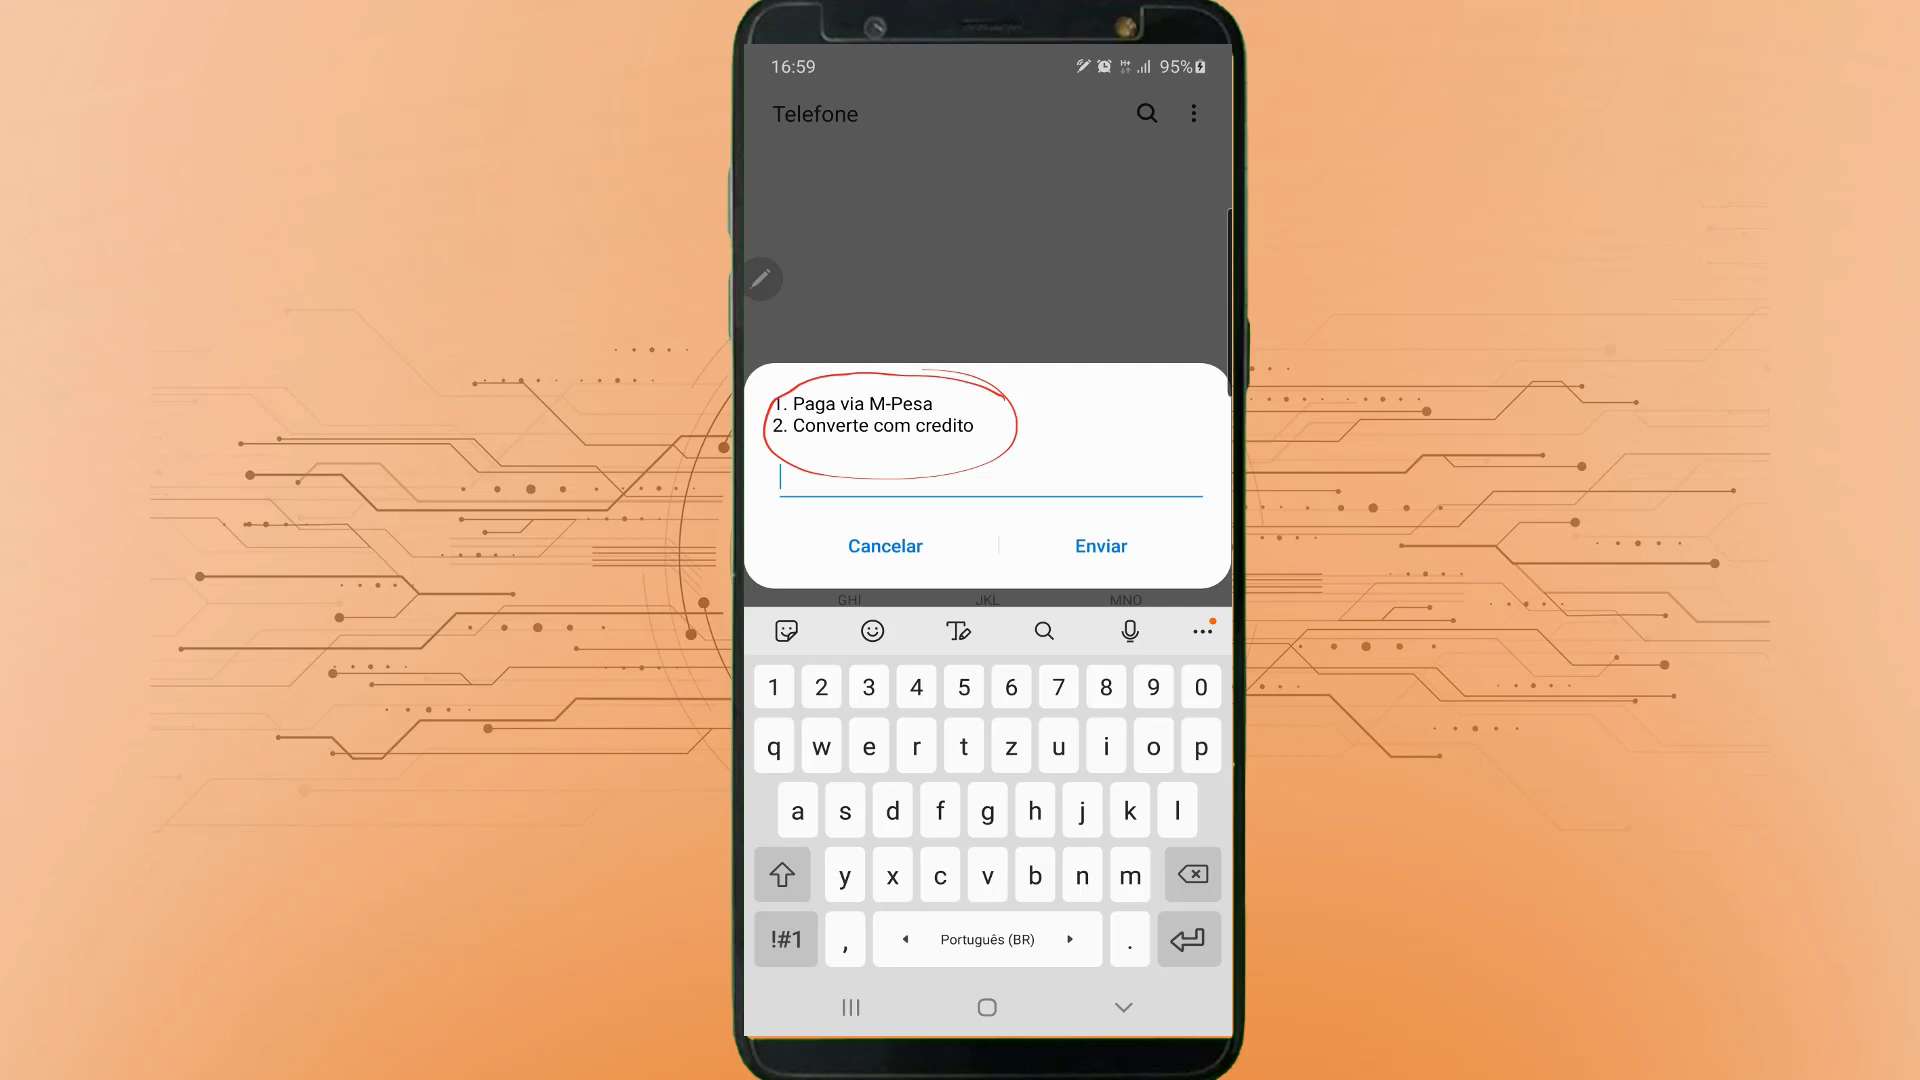 16:59
H+
95%
Telefone
1. Paga via M-Pesa
2. Converte com credito
Cancelar
Enviar
GHI JKL MNO
1 2 3 4 5 6 7 8 9 0
q w e r t z u i o p
a s d f g h j k l
y x c v b n m
!#1 , Português (BR) .